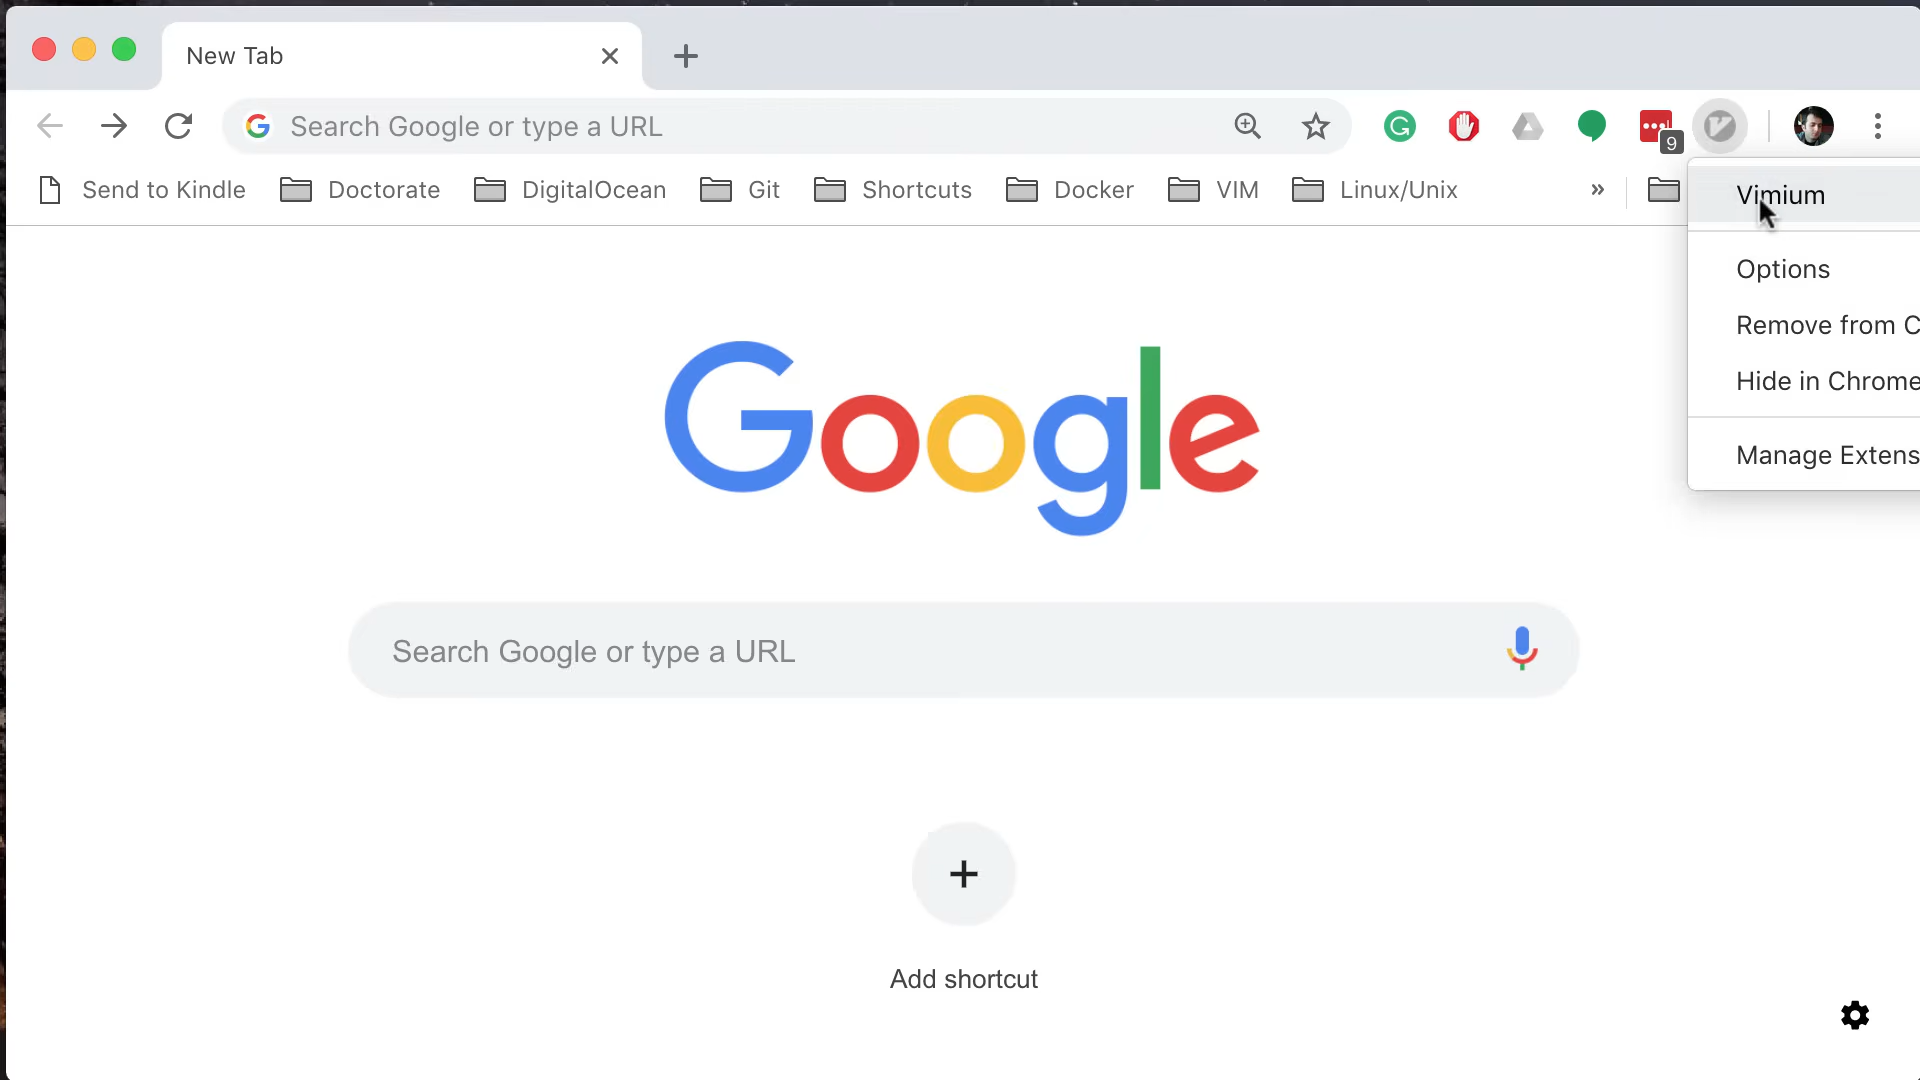 New Tab
Search Google or type a URL
9
Send to Kindle
Doctorate
DigitalOcean
Git
Shortcuts
Docker
VIM
Linux/Unix
»
Vimium
Options
Remove from C
Hide in Chrome
Manage Extens
Google
Search Google or type a URL
Add shortcut